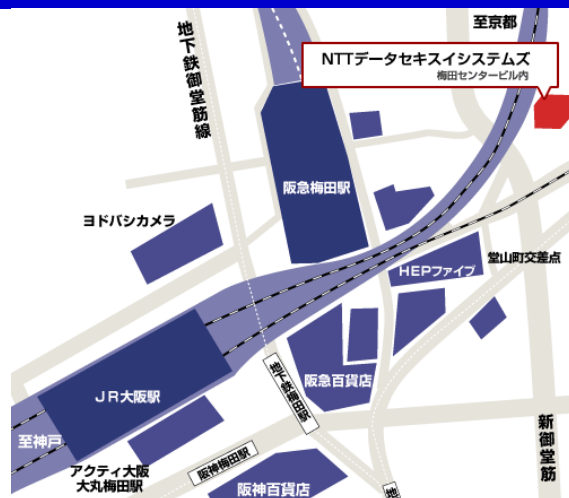 至京都
地下鉄御堂筋線
NTTデータセキスイシステムズ
梅田センタービル内
阪急梅田駅
ヨドバシカメラ
堂山町交差点
HEPファイブ
地下鉄梅田駅
阪急百貨店
JR大阪駅
新御堂筋
至神戸
アクティ大阪
大丸梅田駅
阪神梅田駅
阪神百貨店
地